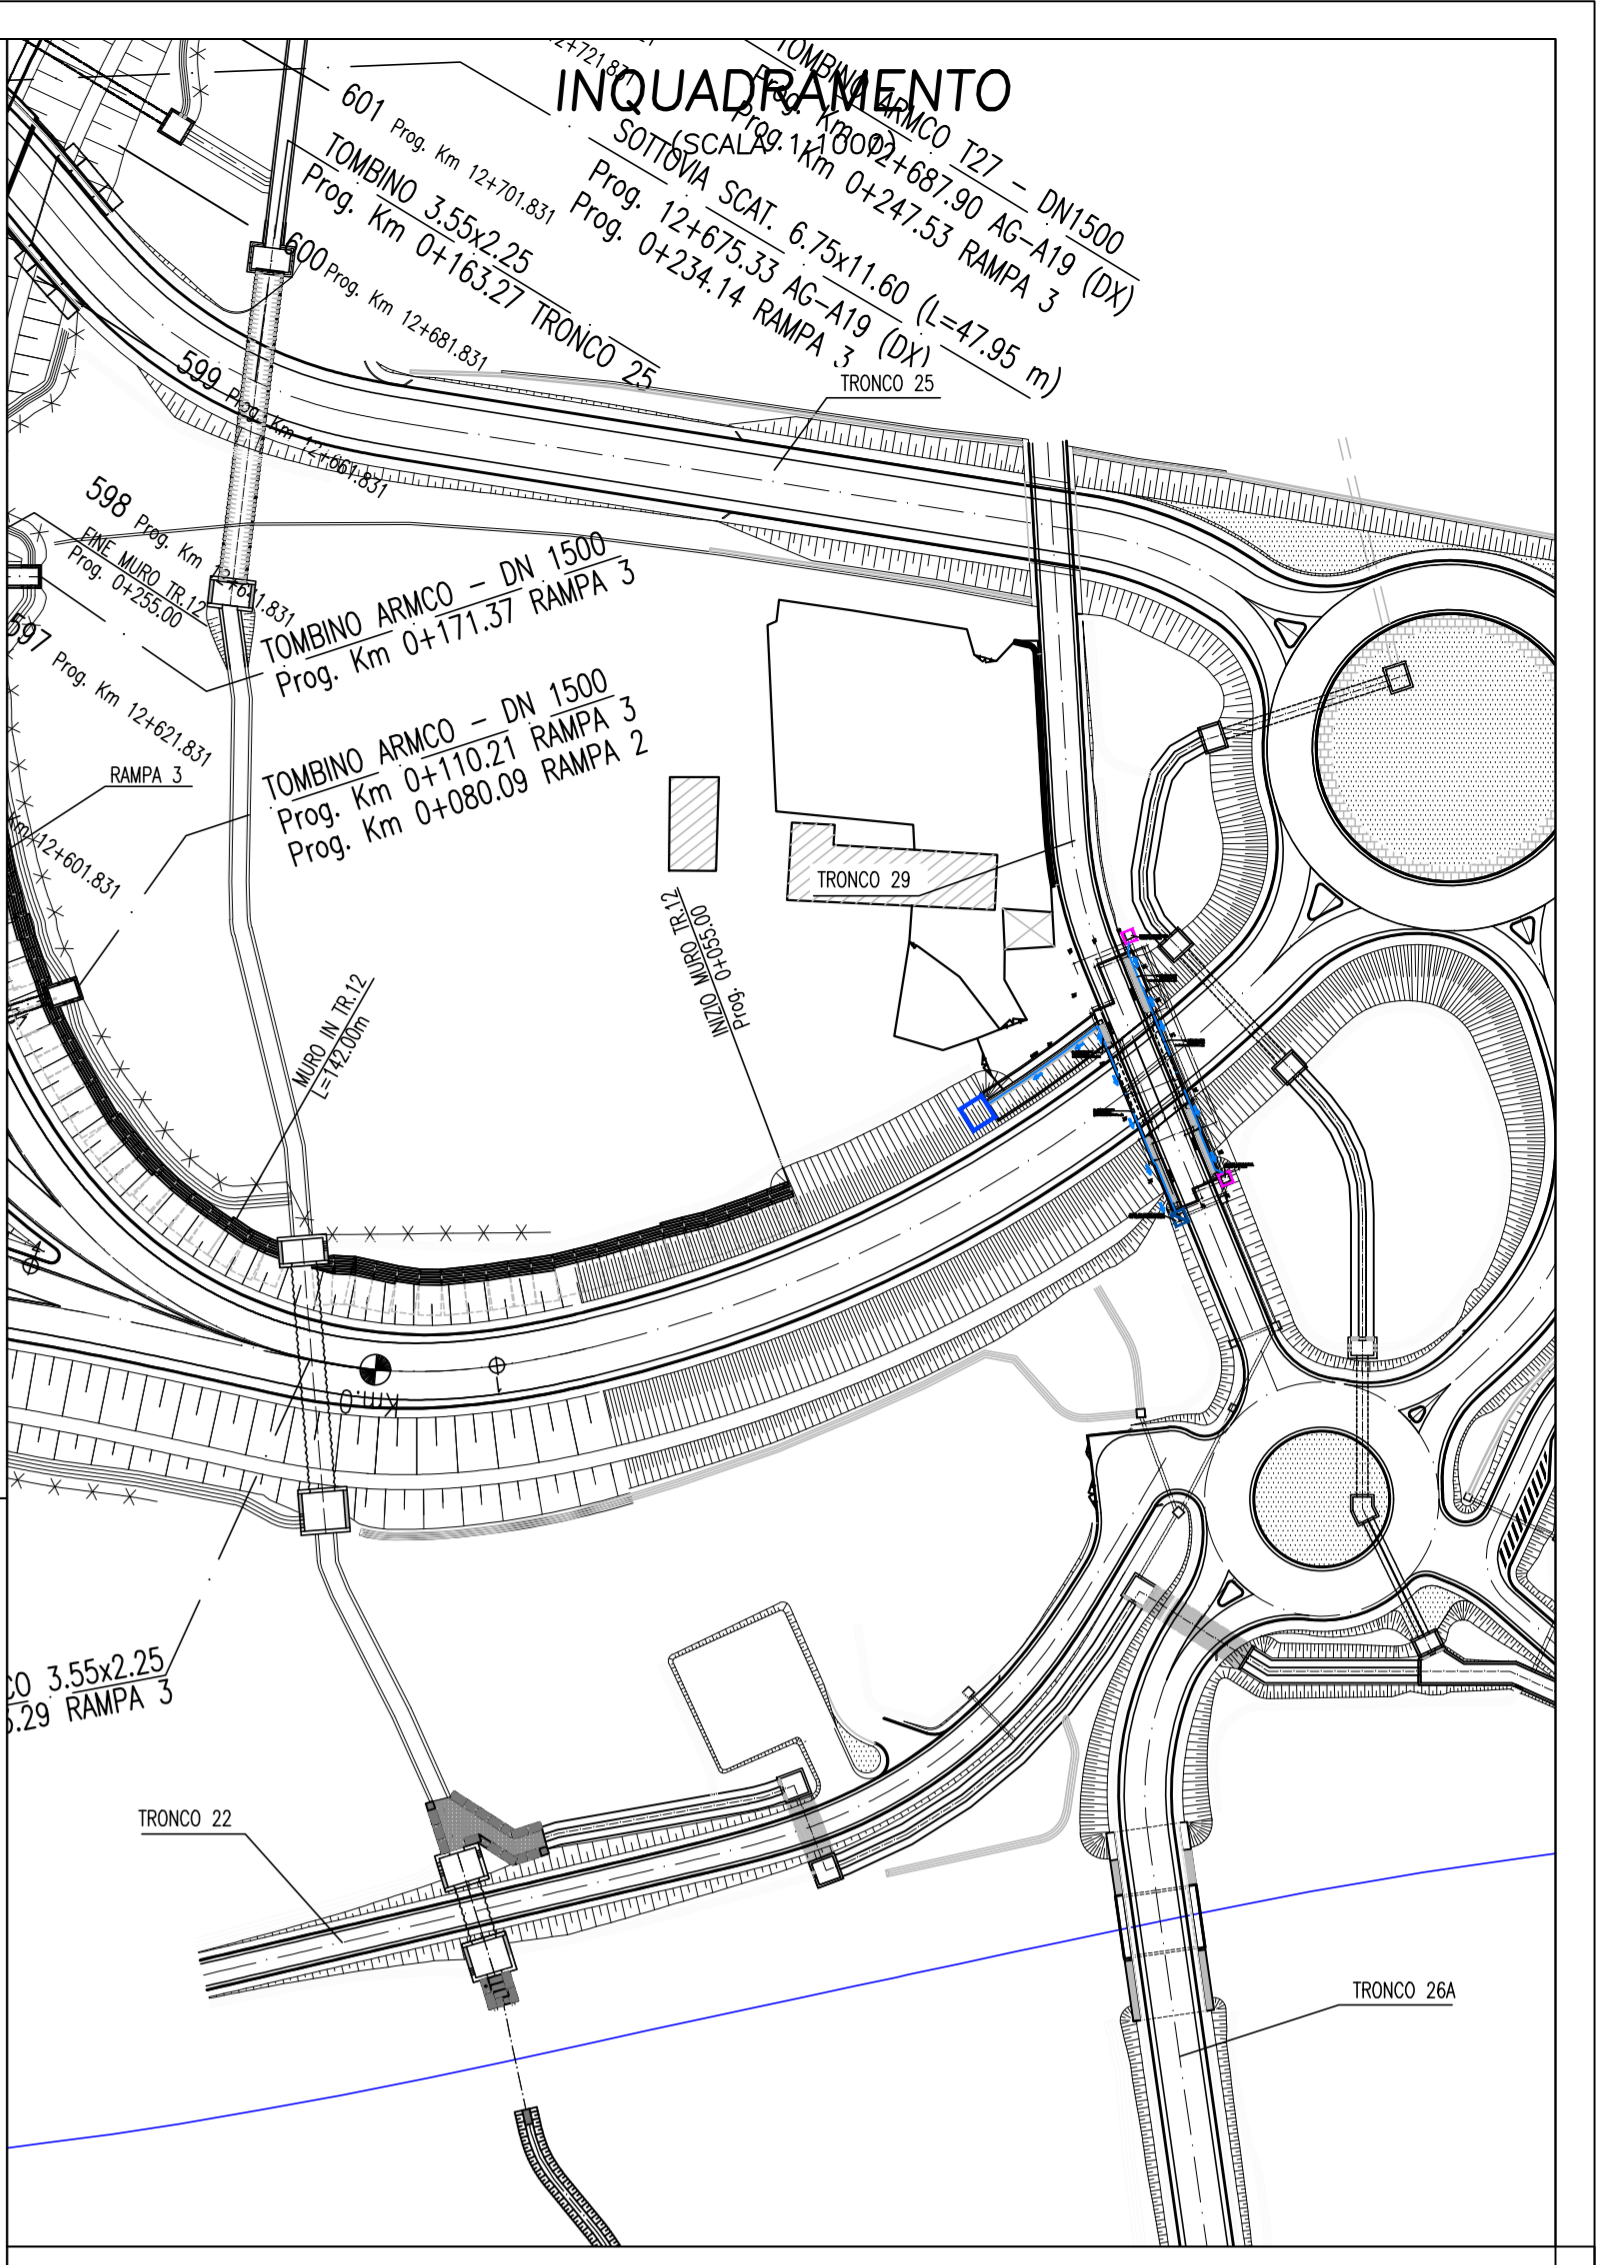 INQUADRAMENTO
(SCALA 1:1000)
12+721.831
TOMBINO ARMCO T27 - DN1500
Prog. Km 12+687.90 AG-A19 (DX)
Prog. Km 0+247.53 RAMPA 3
SOTTOVIA SCAT. 6.75x11.60 (L=47.95 m)
Prog. 12+675.33 AG-A19 (DX)
Prog. 0+234.14 RAMPA 3
601 Prog. Km 12+701.831
TOMBINO 3.55x2.25
Prog. Km 0+163.27 TRONCO 25
600 Prog. Km 12+681.831
599 Prog. Km 12+661.831
TRONCO 25
598 Prog. Km 12+641.831
FINE MURO TR.12
Prog. 0+255.00
597 Prog. Km 12+621.831
TOMBINO ARMCO - DN 1500
Prog. Km 0+171.37 RAMPA 3
TOMBINO ARMCO - DN 1500
Prog. Km 0+110.21 RAMPA 3
Prog. Km 0+080.09 RAMPA 2
RAMPA 3
Km 12+601.831
TRONCO 29
INIZIO MURO TR.12
Prog. 0+055.00
MURO IN TR.12
L=142.00m
4
1
Km.0
CO 3.55x2.25
.29 RAMPA 3
TRONCO 22
TRONCO 26A